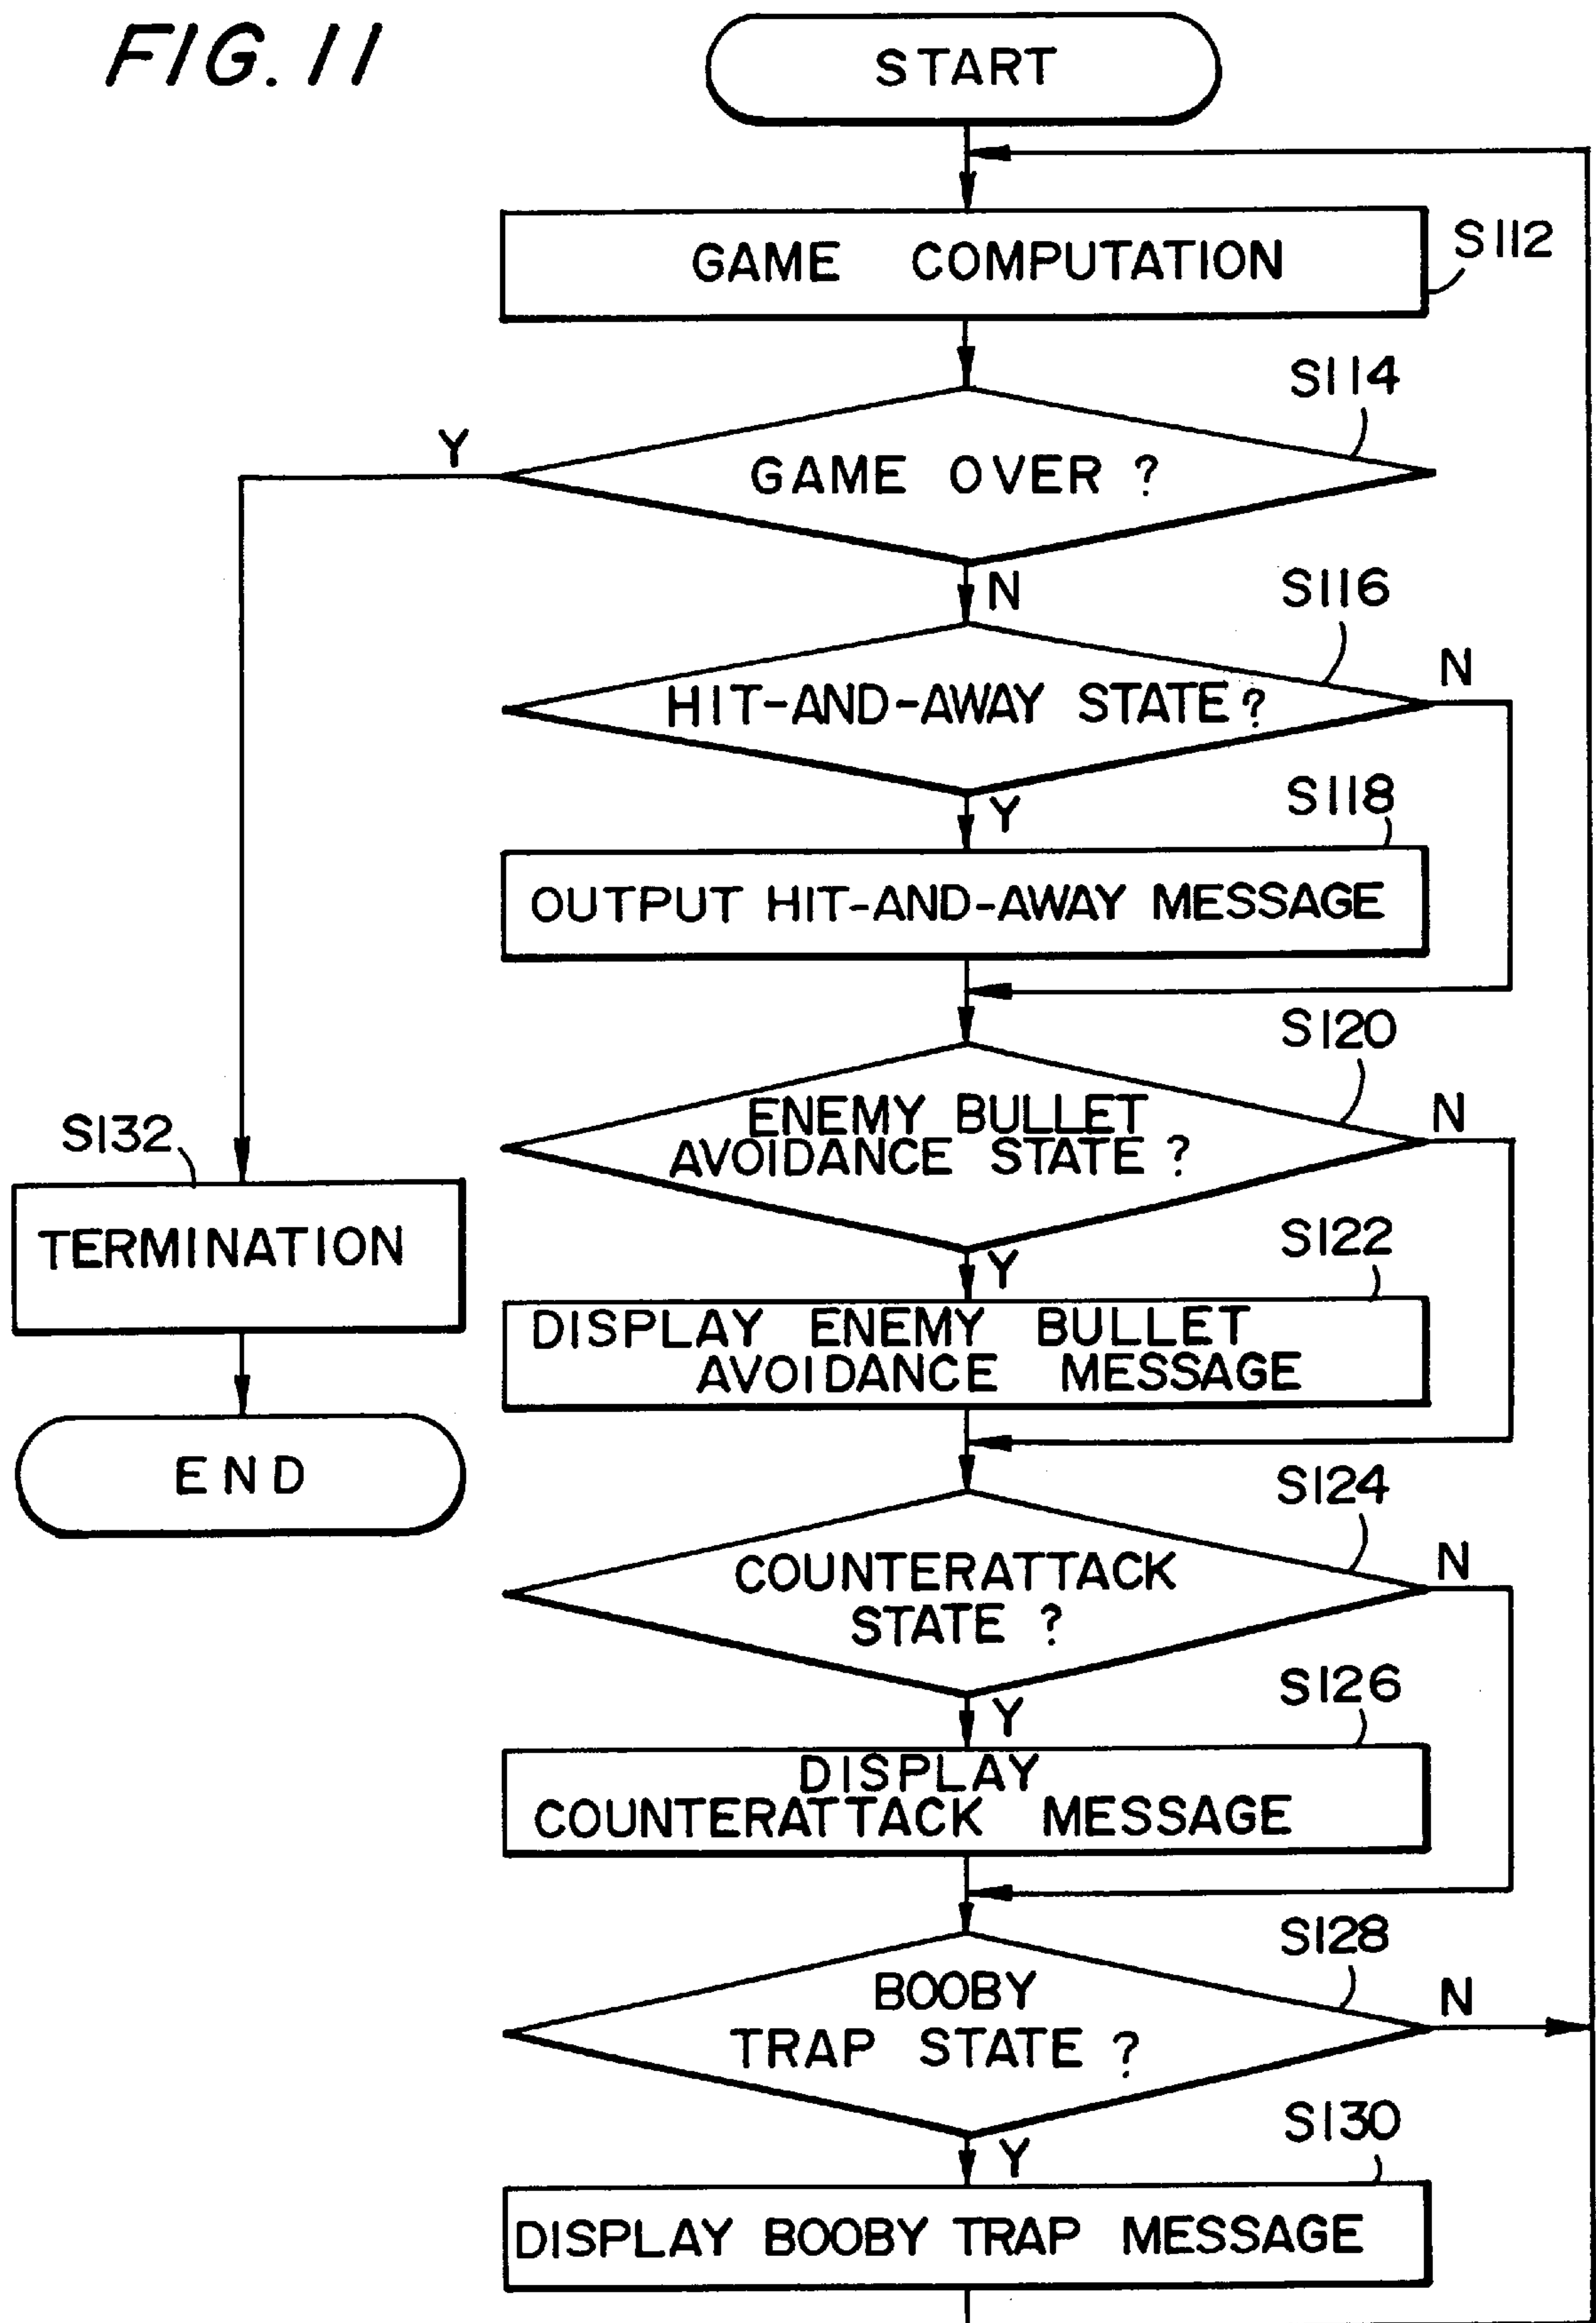 FIG. 11
START
GAME COMPUTATION
S112
S114
Y
GAME OVER ?
N
S116
N
HIT-AND-AWAY STATE ?
S118
Y
OUTPUT HIT-AND-AWAY MESSAGE
S120
N
ENEMY BULLET
AVOIDANCE STATE ?
S132
TERMINATION
S122
Y
DISPLAY ENEMY BULLET
AVOIDANCE MESSAGE
END
S124
N
COUNTERATTACK
STATE ?
S126
Y
DISPLAY
COUNTERATTACK MESSAGE
S128
N
BOOBY
TRAP STATE ?
S130
Y
DISPLAY BOOBY TRAP MESSAGE